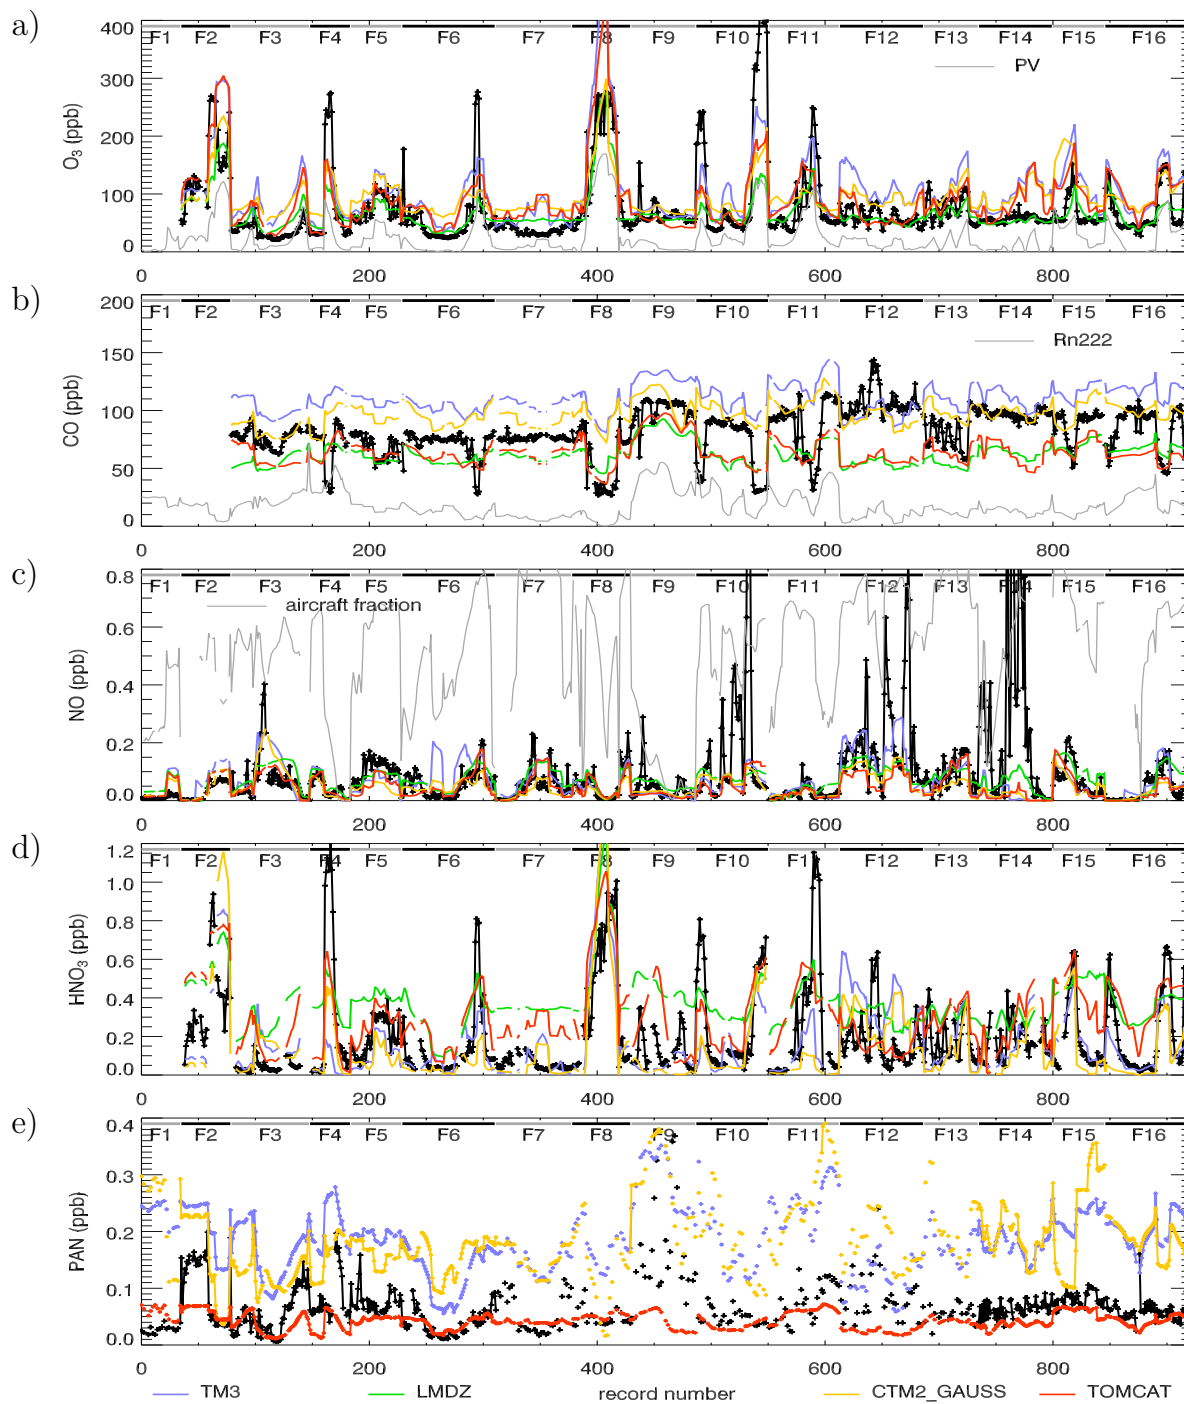 a)
400
300
200
100
0
O₃ (ppb)
F1 F2 F3 F4 F5 F6 F7 F8 F9 F10 F11 F12 F13 F14 F15 F16
PV
0 200 400 600 800
b)
200
150
100
50
0
CO (ppb)
F1 F2 F3 F4 F5 F6 F7 F8 F9 F10 F11 F12 F13 F14 F15 F16
Rn222
0 200 400 600 800
c)
0.8
0.6
0.4
0.2
0.0
NO (ppb)
F1 F2 F3 F4 F5 F6 F7 F8 F9 F10 F11 F12 F13 F14 F15 F16
aircraft fraction
0 200 400 600 800
d)
1.2
1.0
0.8
0.6
0.4
0.2
0.0
HNO₃ (ppb)
F1 F2 F3 F4 F5 F6 F7 F8 F9 F10 F11 F12 F13 F14 F15 F16
0 200 400 600 800
e)
0.4
0.3
0.2
0.1
0.0
PAN (ppb)
F1 F2 F3 F4 F5 F6 F7 F8 F9 F10 F11 F12 F13 F14 F15 F16
0 200 400 600 800
TM3 LMDZ record number CTM2_GAUSS TOMCAT